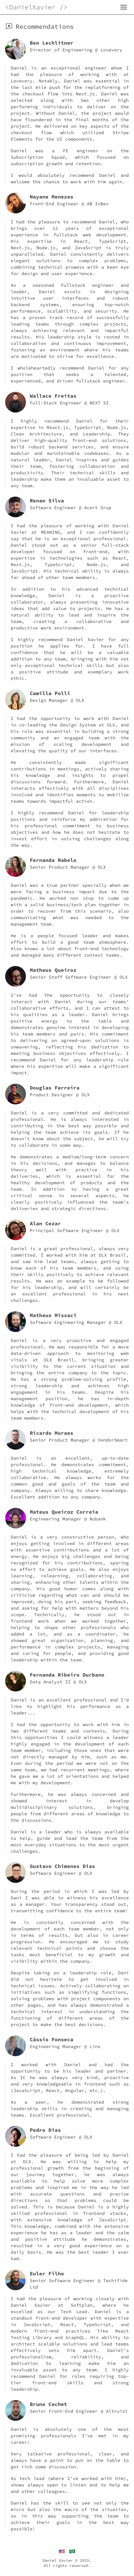 <DanielXavier />
Recommendations
Ben Lechlitner
Director of Engineering @ Lovevery
Daniel is an exceptional engineer whom I
had the pleasure of working with at
Lovevery. Notably, Daniel was essential in
the last mile push for the replatforming of
the checkout flow into Next.js. Daniel was
selected along with two other high
performing individuals to deliver on the
project. Without Daniel, the project would
have floundered in the final months of the
project. He delivered many aspects of the
checkout flow which utilized Stripe
Elements for the UI components.
Daniel was a FE engineer on the
Subscription Squad, which focused on
subscription growth and retention.
I would absolutely recommend Daniel and
welcome the chance to work with him again.
Nayane Menezes
Front-End Engineer @ AB InBev
I had the pleasure to recommend Daniel, who
brings over 12 years of exceptional
experience in fullstack web development.
His expertise in React, TypeScript,
Next.js, Node.js, and JavaScript is truly
unparalleled. Daniel consistently delivers
elegant solutions to complex problems,
combining technical prowess with a keen eye
for design and user experience.
As a seasoned fullstack engineer and
leader, Daniel excels in designing
intuitive user interfaces and robust
backend systems, ensuring top-notch
performance, scalability, and security. He
has a proven track record of successfully
leading teams through complex projects,
always achieving relevant and high-quality
results. His leadership style is rooted in
collaboration and continuous improvement,
fostering an environment where his teams
are motivated to strive for excellence.
I wholeheartedly recommend Daniel for any
position that seeks a talented,
experienced, and driven fullstack engineer.
Wallace Freitas
Full-Stack Engineer @ NEXT SI
I highly recommend Daniel for his
expertise in React.js, TypeScript, Node.js,
software architecture, and leadership. They
deliver high-quality front-end solutions,
build robust backend services, and ensure
modular and maintainable codebases. As a
natural leader, Daniel inspires and guides
their team, fostering collaboration and
productivity. Their technical skills and
leadership make them an invaluable asset to
any team.
Renan Silva
Software Engineer @ Acert Grup
I had the pleasure of working with Daniel
Xavier at MEANING, and I can confidently
say that he is an exceptional professional.
Daniel stood out as a senior full-stack
developer focused on front-end, with
expertise in technologies such as React,
Next.js, TypeScript, Node.js, and
JavaScript. His technical ability is always
far ahead of other team members.
In addition to his advanced technical
knowledge, Daniel is a proactive
collaborator, always presenting innovative
ideas that add value to projects. He has a
natural ability to lead and inspire the
team, creating a collaborative and
productive work environment.
I highly recommend Daniel Xavier for any
position he applies for. I have full
confidence that he will be a valuable
addition to any team, bringing with him not
only exceptional technical skills but also
a positive attitude and exemplary work
ethic.
Camilla Polli
Design Manager @ OLX
I had the opportunity to work with Daniel
in co-leading the Design System at OLX, and
his role was essential in building a strong
community and an engaged team with the
mission of scaling development and
elevating the quality of our interfaces.
He consistently made significant
contributions in meetings, actively sharing
his knowledge and insights to propel
discussions forward. Furthermore, Daniel
interacts effectively with all disciplines
involved and identifies moments to mobilize
teams towards impactful action.
I highly recommend Daniel for leadership
positions and reinforce my admiration for
this professional committed to business
objectives and how he does not hesitate to
invest effort in solving challenges along
the way.
Fernanda Rabelo
Senior Product Manager @ OLX
Daniel was a true partner specially when we
were facing a business impact due to the
pandemic. We worked non stop to come up
with a solid business/tech plan together in
order to recover from this scenario, also
communicating what was needed to the
management team.
He is a people focused leader and makes
effort to build a good team atmosphere;
also knows a lot about front-end technology
and managed many different context teams.
Matheus Queiroz
Senior Staff Software Engineer @ OLX
I've had the opportunity to closely
interact with Daniel during our teams'
collaborative efforts, and I can attest to
his qualities as a leader. Daniel brings
positive energy to the table and
demonstrates genuine interest in developing
his team members and pairs. His commitment
to delivering on agreed-upon solutions is
unwavering, reflecting his dedication to
meeting business objectives effectively. I
recommend Daniel for any leadership role
where his expertise will make a significant
impact.
Douglas Ferreira
Product Designer @ OLX
Daniel is a very committed and dedicated
professional. He is always interested in
contributing in the best way possible and
helping the team achieve its goals. If he
doesn't know about the subject, he will try
to collaborate in some way.
He demonstrates a medium/long-term concern
in his decisions, and manages to balance
theory well with practice in his
deliveries, which is crucial for the
healthy development of products and the
team. In addition to having a great
critical sense in several aspects, he
clearly positively influenced the team's
deliveries and strategic directions.
Alan Cezar
Principal Software Engineer @ OLX
Daniel is a great professional, always very
committed. I worked with him at OLX Brasil,
and saw him lead teams, always getting to
know each of its team members, and using
their skills positively to achieve relevant
results. He was an example to be followed
in his position, and will certainly make
an excellent professional in his next
challenges.
Matheus Missaci
Software Engineering Manager @ OLX
Daniel is a very proactive and engaged
professional. He was responsible for a more
data-driven approach to monitoring web
vitals at OLX Brasil, bringing greater
visibility to the current situation and
bringing the entire company to the problem.
He has a strong problem-solving profile,
strong leadership and knows how to create
engagement in his teams. Despite the
management position, he has in-depth
knowledge of front-end development, which
helps with the technical development of his
team members.
Ricardo Moraes
Senior Product Manager @ VendorSmart
Daniel is an excellent, up-to-date
professional. He demonstrates commitment,
high technical knowledge, extremely
collaborative. He always works for the
common good and goals of the team and
company. Always willing to share knowledge,
excellent addition to any company.
Mateus Queiroz Correia
Engineering Manager @ Nubank
Daniel is a very constructive person, who
enjoys getting involved in different areas
with assertive contributions and a lot of
energy. He enjoys big challenges and being
recognized for his contributions, sparing
no effort to achieve goals. He also enjoys
learning, relearning, collaborating, and
seeing/enhancing other talents within the
company. His good humor comes along with
criticism of what is being done and should be
improved, doing his part, seeking feedback,
and asking for help with matters beyond his
scope. Technically, He stood out for
frontend work when we worked together,
helping to shape other professionals who
needed a lot, and as a coordinator, he
showed great organization, planning, and
performance in complex projects, managing
and caring for people, and providing good
leadership within the team.
Fernanda Ribeiro Durbano
Data Analyst II @ OLX
Daniel is an excellent professional and I'd
like to highlight his performance as a
leader...
I had the opportunity to work with him in
two different teams and contexts. During
this opportunities I could witness a leader
highly engaged in the development of each
team member, including those ones that were
not directly managed by him, such as me.
Even during the period we were not in the
same team, we had recurrent meetings, where
he gave me a lot of orientations and helped
me with my development.
Furthermore, he was always concerned and
showed interest in develop
multidisciplinary solutions, bringing
people from different areas of knowledge to
the discussions.
Daniel is a leader who is always available
to help, guide and lead the team from the
most everyday situations to the most urgent
challenges.
Gustavo Chimenes Dias
Software Engineer @ OLX
During the period in which I was led by
Dan! I was able to witness his excellence
as a manager. Your transparency stood out,
transmitting confidence to the entire team!
He is constantly concerned with the
development of each team member, not only
in terms of results, but also in career
progression. He encouraged me to study
relevant technical points and choose the
tasks most beneficial to my growth and
visibility within the company.
Despite taking on a leadership role, Dani
did not hesitate to get involved in
technical issues. Actively collaborating on
initiatives such as simplifying functions,
solving problems with project components on
other pages, and has always demonstrated a
technical interest in understanding the
functioning of different areas of the
project to make the best decisions.
Cássio Fonseca
Engineering Manager @ Linx
I worked with Daniel and had the
opportunity to be his leader and partner.
As IC he was always very kind, proactive
and very knowledgeable in frontend such as
(JavaScript, React, Angular, etc.).
As a peer, he demonstrated strong
leadership skills in creating and managing
teams, Excellent professional.
Pedro Dias
Software Engineer @ OLX
I had the pleasure of being led by Daniel
at OLX. He was willing to help my
professional growth from the beginning of
our journey together, he was always
available to help solve more complex
problems and inspired me in the way he led
with accurate questions and precise
directions so that problems could be
solved. This is because Daniel is a highly
skilled professional in frontend stacks,
with extensive knowledge of JavaScript.
His knowledge, combined with his extensive
experience both as a leader and the calm
and positive attitude he demonstrates,
resulted in a very good experience on a
daily basis. He was the best leader I ever
had.
Euler Filho
Senior Software Engineer @ Techifide
Ltd
I had the pleasure of working closely with
Daniel Xavier at Softplan, where he
excelled as our Tech Lead. Daniel is a
standout front-end developer with expertise
in JavaScript, React, TypeScript, and
modern front-end practices like React
Testing Library and GraphQL. His ability to
architect scalable solutions and lead teams
effectively sets him apart. Daniel's
professionalism, reliability, and
dedication to learning make him an
invaluable asset to any team. I highly
recommend Daniel for roles requiring top-
tier front-end skills and strong
leadership.
Bruno Cechet
Senior Front-End Engineer @ Altruist
Daniel is absolutely one of the most
promising professionals I've met in my
career!
Very talkative professional, clear, and
always have a point to put on the table to
get rich some discussion.
As tech lead (where I've worked with him),
shows always open to listen and to help me
and other colleagues.
Daniel has the skill to see not only the
micro but also the macro of the situation,
so in this way supporting the team to
achieve their goals in the best way
possible!
Daniel Xavier @ 2025.
All rights reserved.